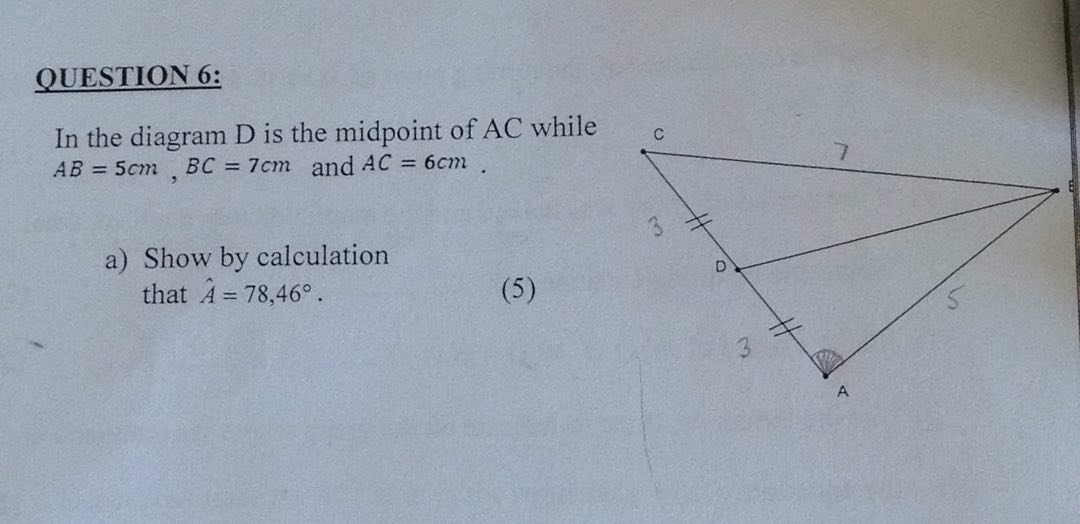 QUESTION 6:
In the diagram D is the midpoint of AC while
AB = 5cm , BC = 7cm and AC = 6cm .
a) Show by calculation
that Â = 78,46° .
(5)
C
7
3
D
5
3
A